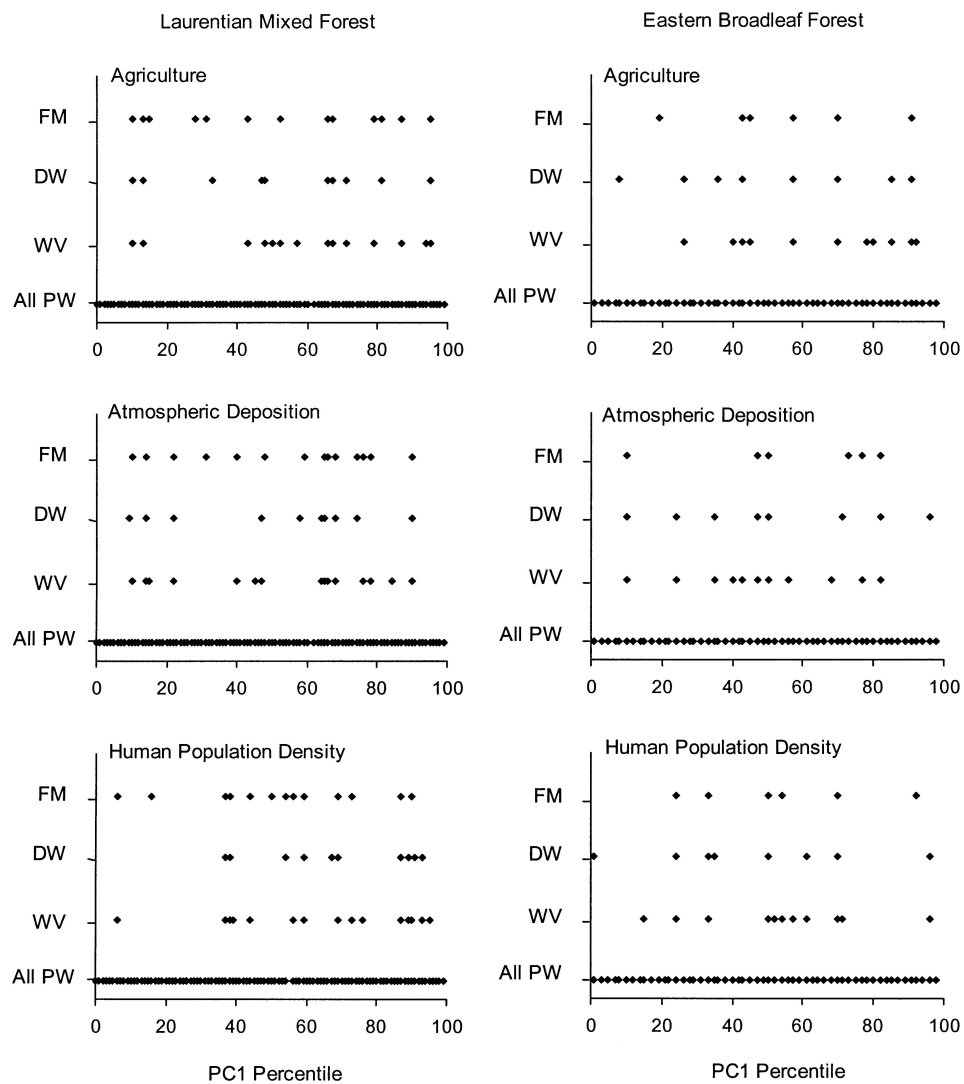 Laurentian Mixed Forest
Eastern Broadleaf Forest
Agriculture
FM
DW
WV
All PW
0 20 40 60 80 100
Agriculture
FM
DW
WV
All PW
0 20 40 60 80 100
Atmospheric Deposition
FM
DW
WV
All PW
0 20 40 60 80 100
Atmospheric Deposition
FM
DW
WV
All PW
0 20 40 60 80 100
Human Population Density
FM
DW
WV
All PW
0 20 40 60 80 100
PC1 Percentile
Human Population Density
FM
DW
WV
All PW
0 20 40 60 80 100
PC1 Percentile